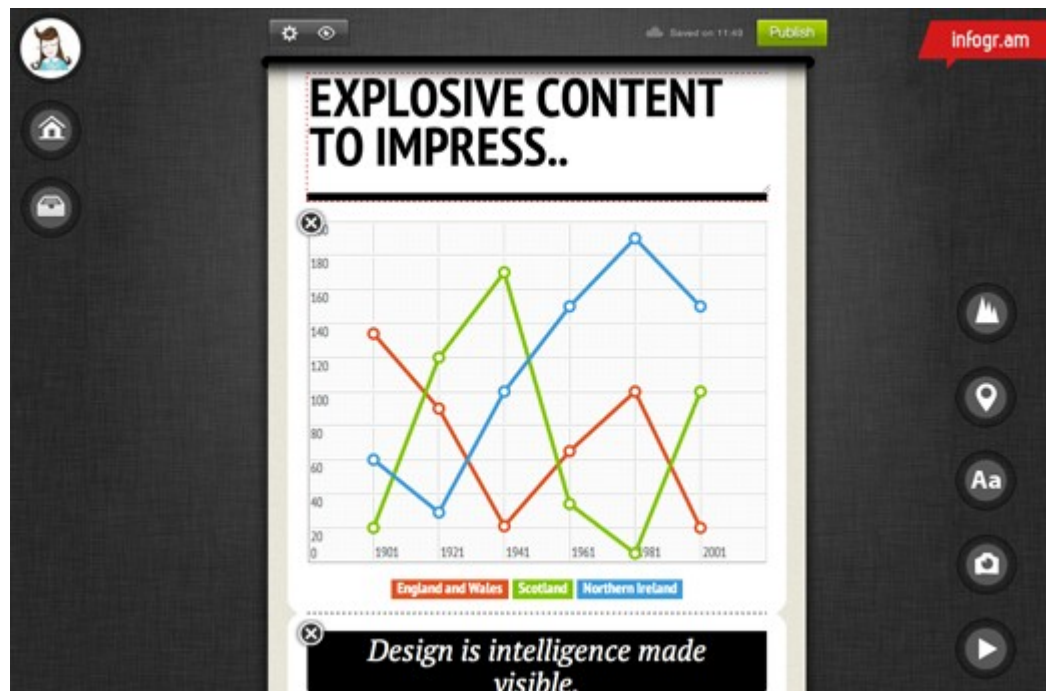 Saved on 11:43
Publish
infogr.am
EXPLOSIVE CONTENT
TO IMPRESS..
180
160
140
120
100
80
60
40
20
0
1901 1921 1941 1961 1981 2001
England and Wales Scotland Northern Ireland
Aa
Design is intelligence made
visible.